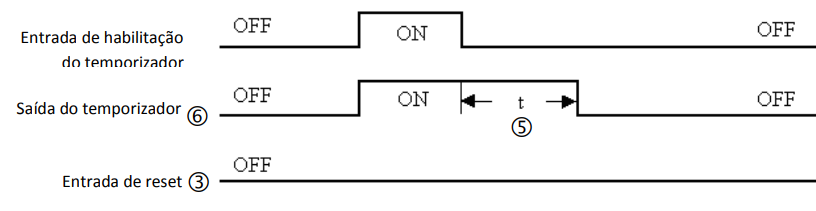 OFF
ON
OFF
Entrada de habilitação
do temporizador
OFF
ON
t
OFF
Saída do temporizador ⑥
⑤
OFF
Entrada de reset ③